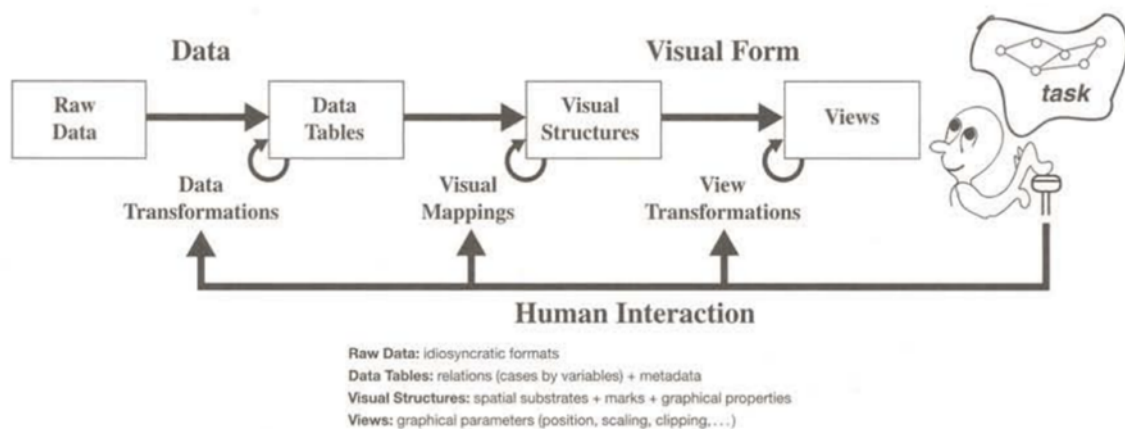 Data
Visual Form
Raw
Data
Data
Tables
Visual
Structures
Views
task
Data
Transformations
Visual
Mappings
View
Transformations
Human Interaction
Raw Data: idiosyncratic formats
Data Tables: relations (cases by variables) + metadata
Visual Structures: spatial substrates + marks + graphical properties
Views: graphical parameters (position, scaling, clipping,...)